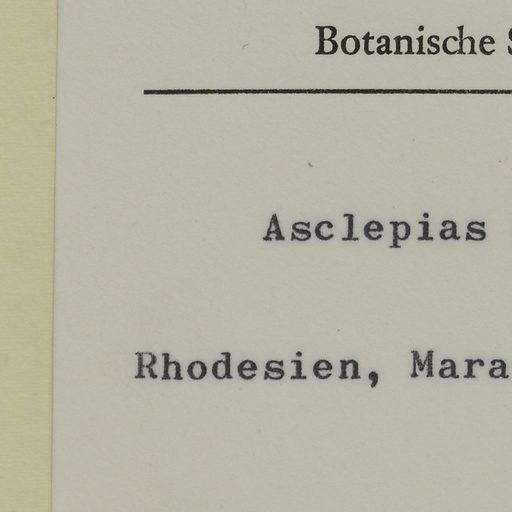 Botanische
Asclepias
Rhodesien, Mara